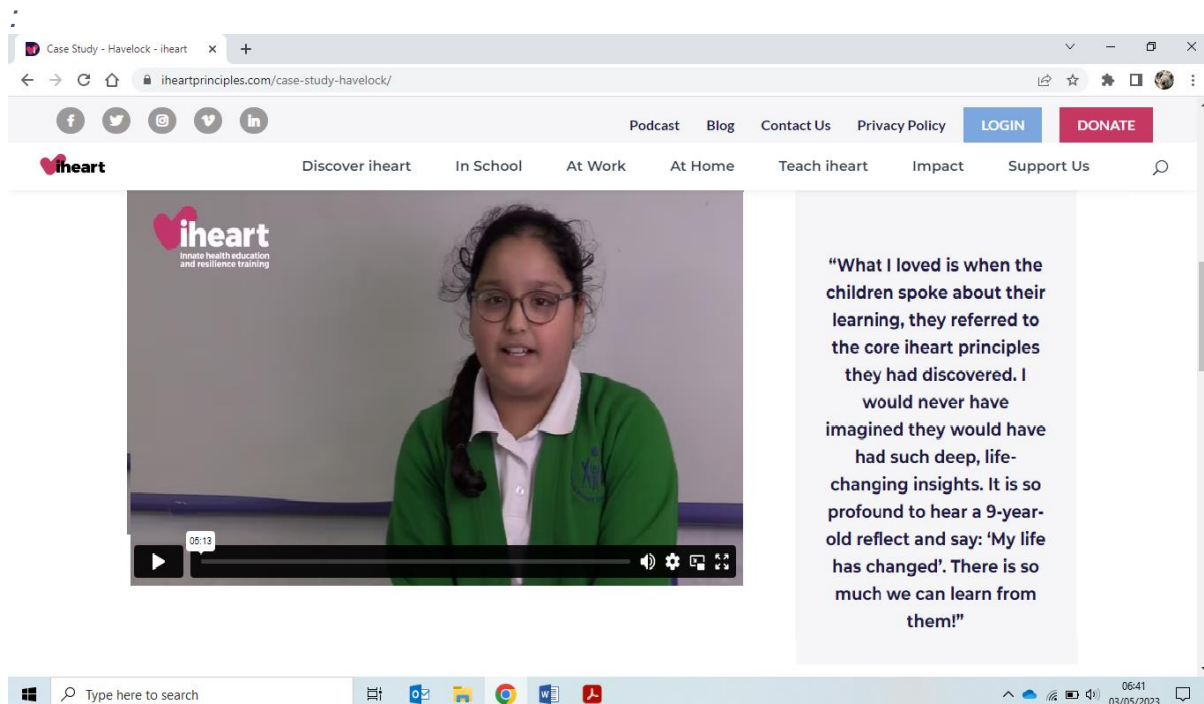 :
Case Study - Havelock - iheart
iheartprinciples.com/case-study-havelock/
Podcast Blog Contact Us Privacy Policy LOGIN DONATE
iheart
Discover iheart In School At Work At Home Teach iheart Impact Support Us
iheart
Innate health education
and resilience training
05:13
“What I loved is when the
children spoke about their
learning, they referred to
the core iheart principles
they had discovered. I
would never have
imagined they would have
had such deep, life-
changing insights. It is so
profound to hear a 9-year-
old reflect and say: ‘My life
has changed’. There is so
much we can learn from
them!”
Type here to search
06:41
03/05/2023